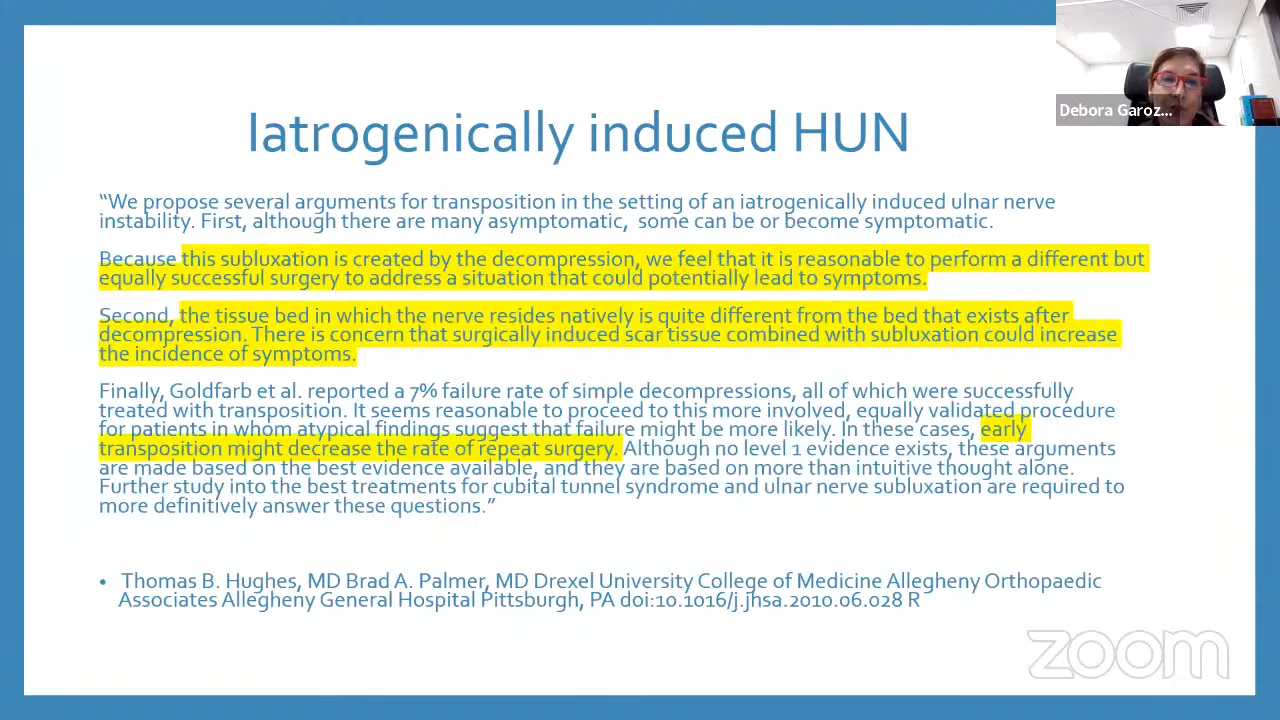 Debora Garoz...
Iatrogenically induced HUN
“We propose several arguments for transposition in the setting of an iatrogenically induced ulnar nerve
instability. First, although there are many asymptomatic, some can be or become symptomatic.
Because this subluxation is created by the decompression, we feel that it is reasonable to perform a different but
equally successful surgery to address a situation that could potentially lead to symptoms.
Second, the tissue bed in which the nerve resides natively is quite different from the bed that exists after
decompression. There is concern that surgically induced scar tissue combined with subluxation could increase
the incidence of symptoms.
Finally, Goldfarb et al. reported a 7% failure rate of simple decompressions, all of which were successfully
treated with transposition. It seems reasonable to proceed to this more involved, equally validated procedure
for patients in whom atypical findings suggest that failure might be more likely. In these cases, early
transposition might decrease the rate of repeat surgery. Although no level 1 evidence exists, these arguments
are made based on the best evidence available, and they are based on more than intuitive thought alone.
Further study into the best treatments for cubital tunnel syndrome and ulnar nerve subluxation are required to
more definitively answer these questions.”
• Thomas B. Hughes, MD Brad A. Palmer, MD Drexel University College of Medicine Allegheny Orthopaedic
Associates Allegheny General Hospital Pittsburgh, PA doi:10.1016/j.jhsa.2010.06.028 R
zoom